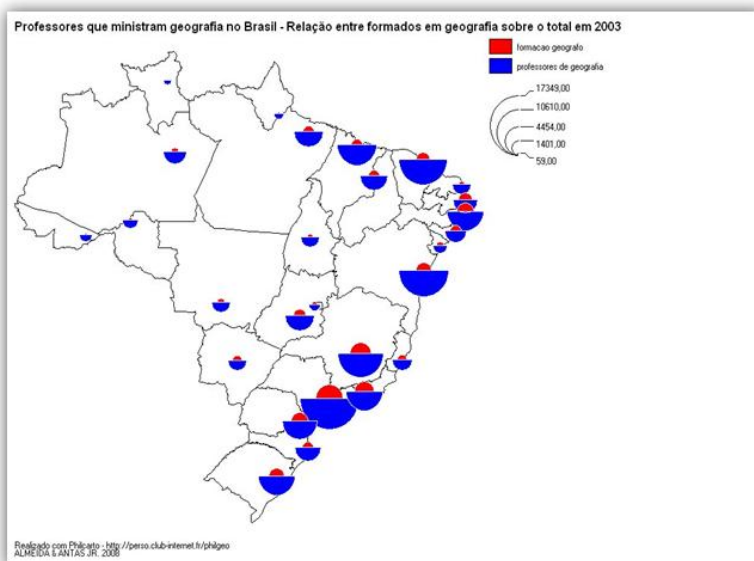 Professores que ministram geografia no Brasil - Relação entre formados em geografia sobre o total em 2003
formacao geografo
professores de geografia
17349,00
10610,00
4454,00
1401,00
59,00
Realizado com Philcarto - http://perso.club-internet.fr/philgeo
ALMEIDA & ANTAS JR. 2008